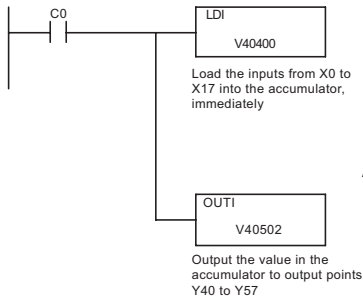 C0
LDI
V40400
Load the inputs from X0 to
X17 into the accumulator,
immediately
OUTI
V40502
Output the value in the
accumulator to output points
Y40 to Y57